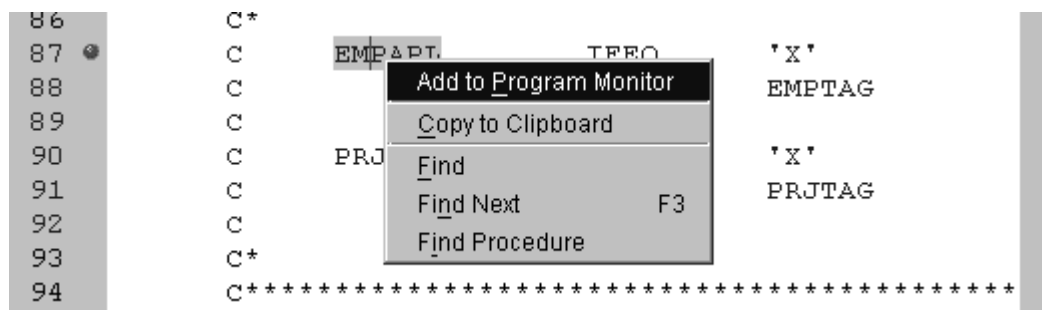 86 C*
87 C EMPAPL IFEQ 'X'
Add to Program Monitor
88 C EMPTAG
89 C
Copy to Clipboard
90 C PRJ 'X'
Find
91 C PRJTAG
Find Next F3
92 C
Find Procedure
93 C*
94 C*******************************************